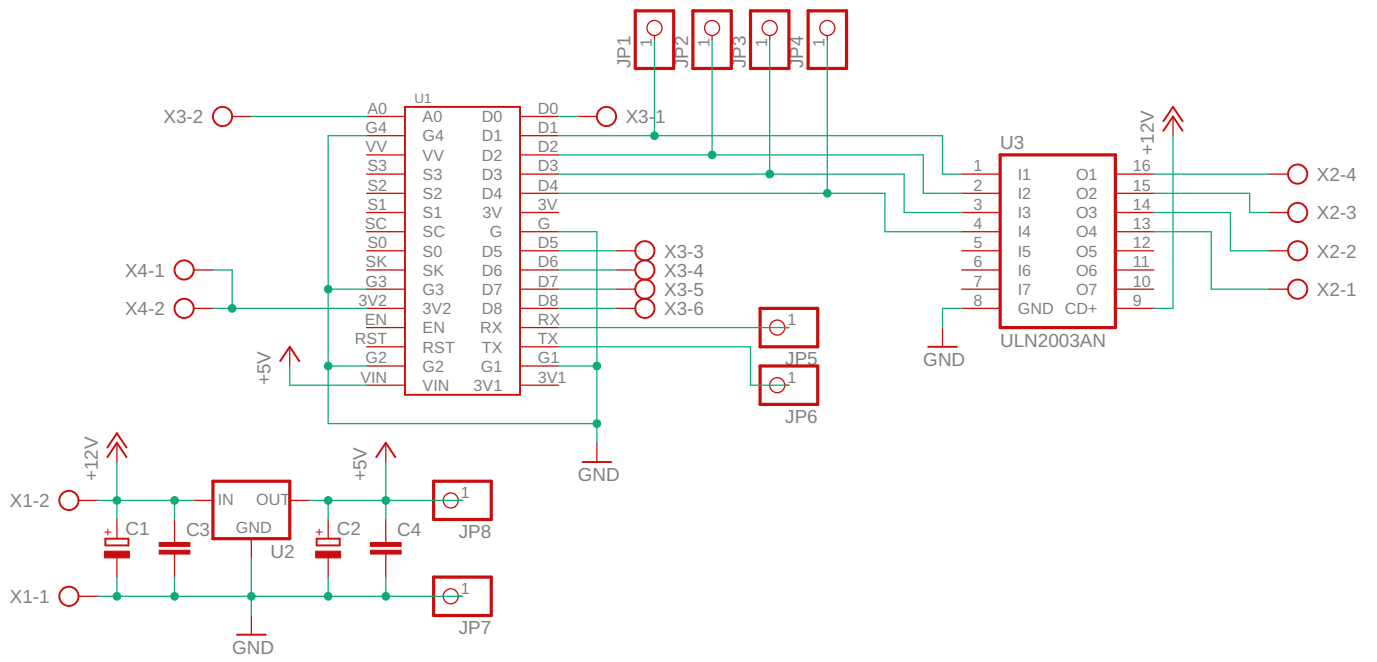 JP1
1
JP2
1
JP3
1
JP4
1
U1
X3-2
A0
A0
D0
D0
X3-1
G4
G4
D1
D1
VV
VV
D2
D2
S3
S3
D3
D3
S2
S2
D4
D4
S1
S1
3V
3V
SC
SC
G
G
S0
S0
D5
D5
X3-3
X4-1
SK
SK
D6
D6
X3-4
G3
G3
D7
D7
X3-5
X4-2
3V2
3V2
D8
D8
X3-6
EN
EN
RX
RX
RST
RST
TX
TX
G2
G2
G1
G1
+5V
VIN
VIN
3V1
3V1
1
JP5
1
JP6
GND
+12V
U3
1
I1
O1
16
X2-4
2
I2
O2
15
3
I3
O3
14
X2-3
4
I4
O4
13
5
I5
O5
12
X2-2
6
I6
O6
11
7
I7
O7
10
X2-1
8
GND
CD+
9
ULN2003AN
GND
+12V
+5V
X1-2
IN
OUT
GND
U2
1
JP8
+
C1
C3
+
C2
C4
X1-1
1
JP7
GND